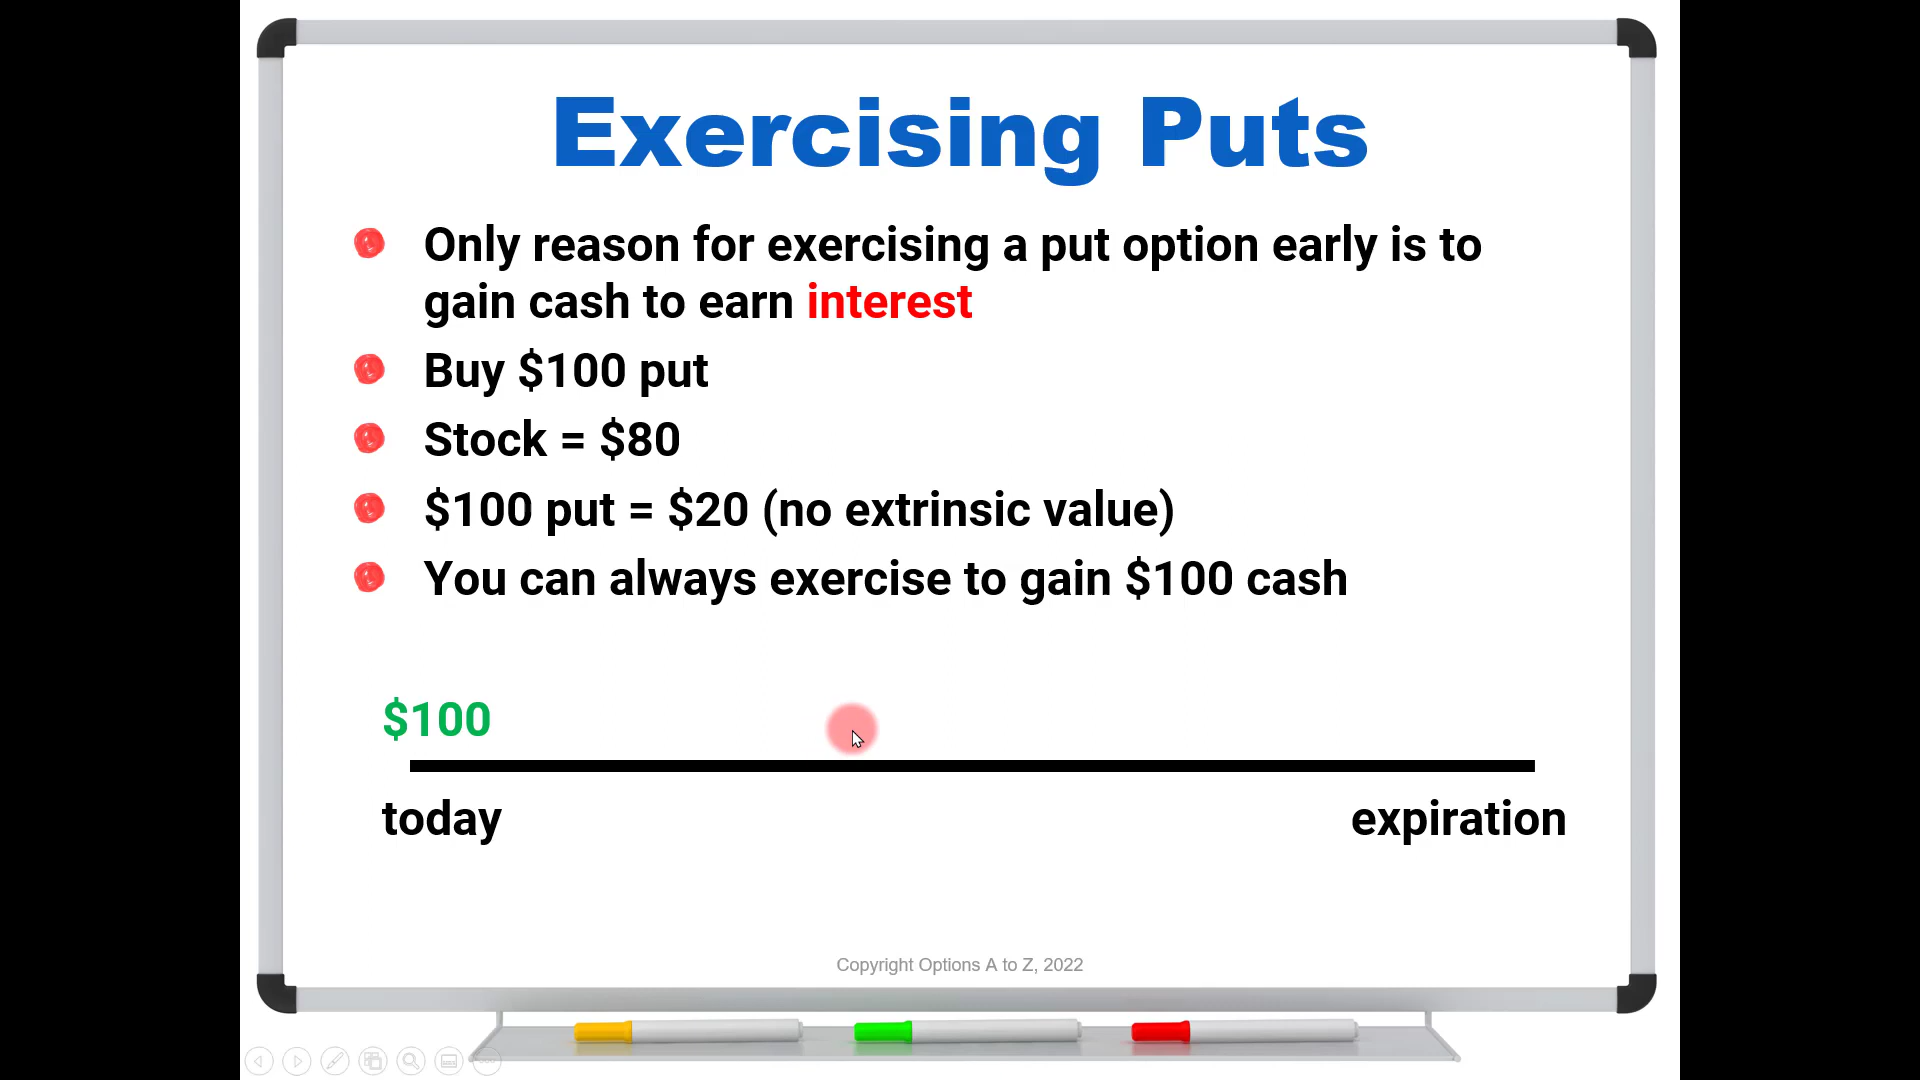 Exercising Puts
Only reason for exercising a put option early is to
gain cash to earn interest
Buy $100 put
Stock = $80
$100 put = $20 (no extrinsic value)
You can always exercise to gain $100 cash
$100
today
expiration
Copyright Options A to Z, 2022